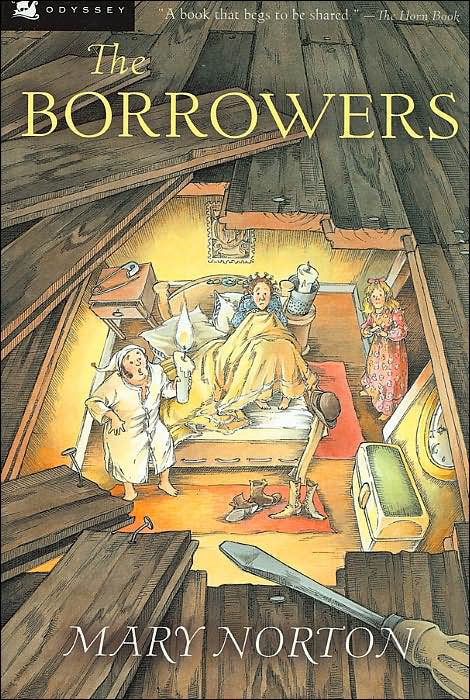 ODYSSEY
"A book that begs to be shared." —The Horn Book
The
BORROWERS
MARY NORTON